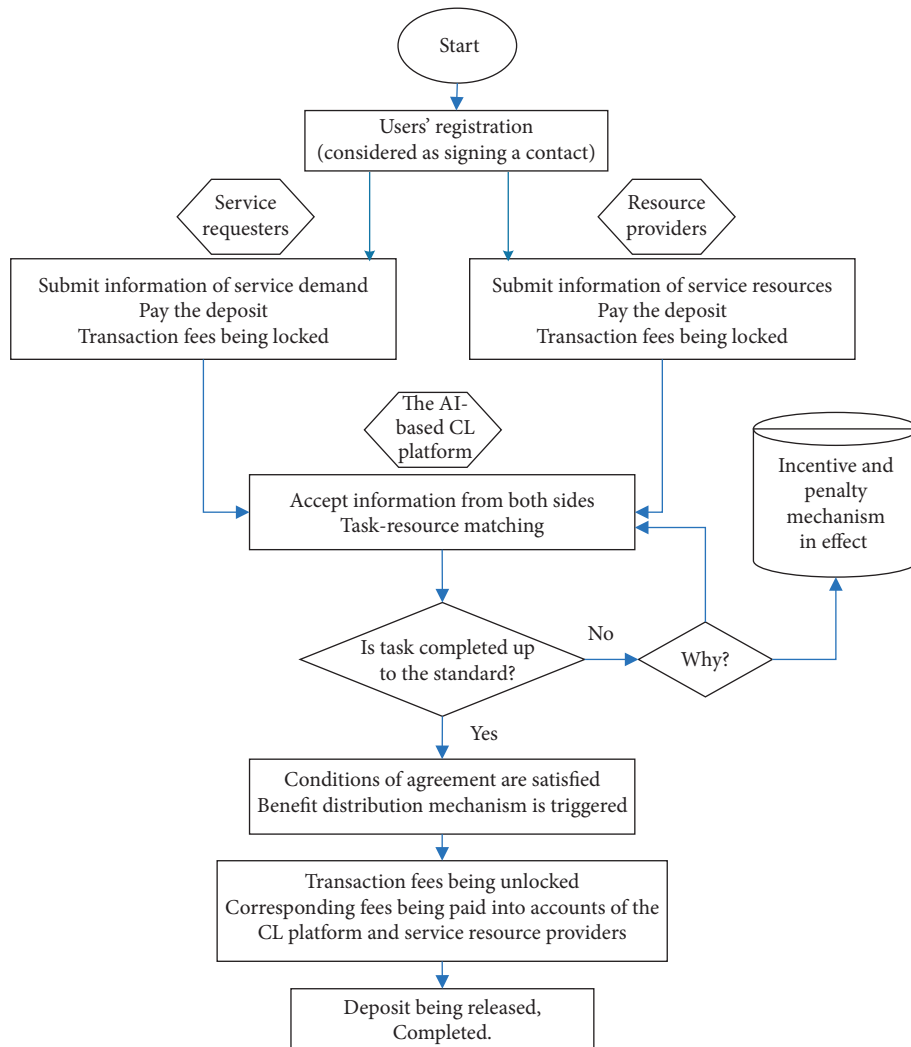 Start
Users’ registration
(considered as signing a contact)
Service
requesters
Resource
providers
Submit information of service demand
Pay the deposit
Transaction fees being locked
Submit information of service resources
Pay the deposit
Transaction fees being locked
The AI-
based CL
platform
Accept information from both sides
Task-resource matching
Incentive and
penalty
mechanism
in effect
Is task completed up
to the standard?
No
Why?
Yes
Conditions of agreement are satisfied
Benefit distribution mechanism is triggered
Transaction fees being unlocked
Corresponding fees being paid into accounts of the
CL platform and service resource providers
Deposit being released,
Completed.